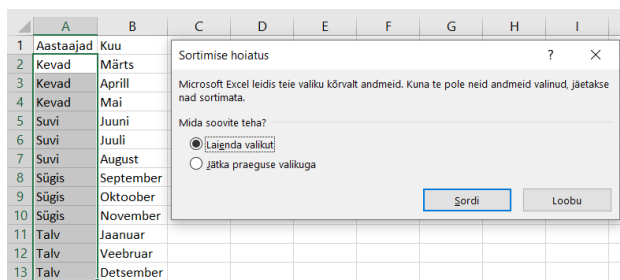 A B C D E F G H I
1 Aastaajad Kuu
2 Kevad Märts
3 Kevad Aprill
4 Kevad Mai
5 Suvi Juuni
6 Suvi Juuli
7 Suvi August
8 Sügis September
9 Sügis Oktoober
10 Sügis November
11 Talv Jaanuar
12 Talv Veebruar
13 Talv Detsember
Sortimise hoiatus ? ×
Microsoft Excel leidis teie valiku kõrvalt andmeid. Kuna te pole neid andmeid valinud, jäetakse
nad sortimata.
Mida soovite teha?
Laienda valikut
Jätka praeguse valikuga
Sordi Loobu